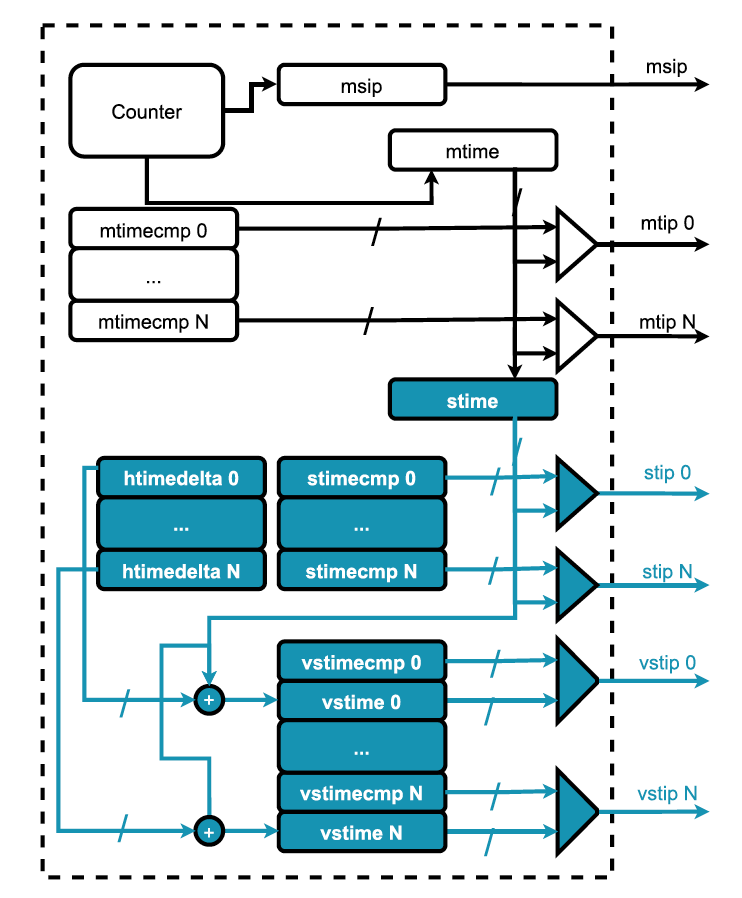 msip
Counter
msip
mtime
mtimecmp 0
mtip 0
...
mtimecmp N
mtip N
stime
htimedelta 0
stimecmp 0
stip 0
...
...
htimedelta N
stimecmp N
stip N
vstimecmp 0
vstip 0
+
vstime 0
...
vstimecmp N
vstip N
+
vstime N